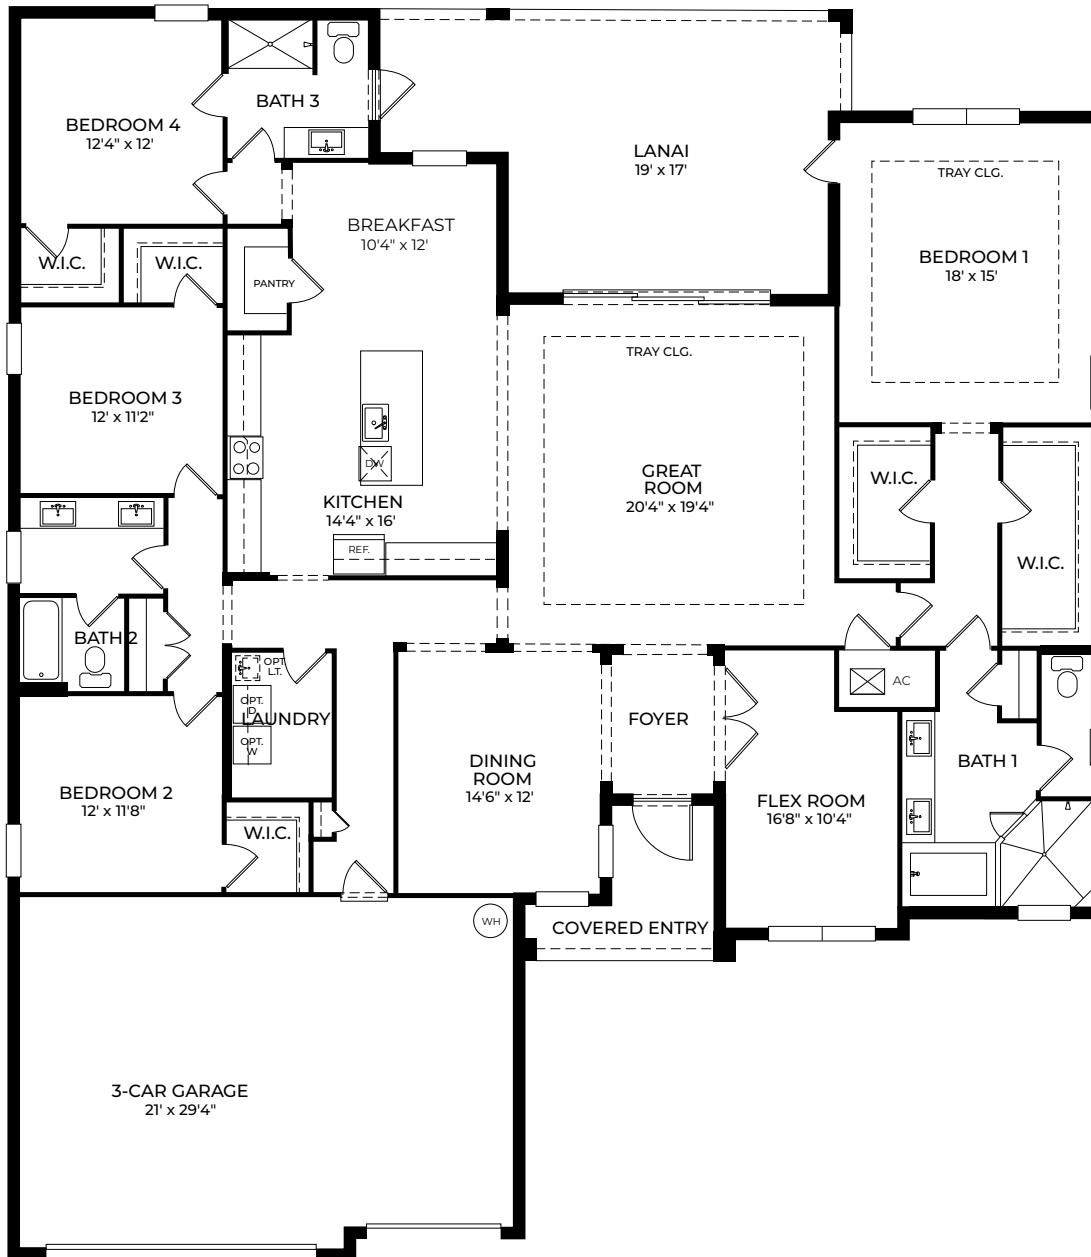 BATH 3
BEDROOM 4
12'4" x 12'
LANAI
19' x 17'
TRAY CLG.
BREAKFAST
10'4" x 12'
BEDROOM 1
18' x 15'
W.I.C.
W.I.C.
PANTRY
TRAY CLG.
BEDROOM 3
12' x 11'2"
DW
GREAT
ROOM
20'4" x 19'4"
W.I.C.
KITCHEN
14'4" x 16'
REF.
W.I.C.
BATH 2
OPT.
L.T.
AC
OPT.
D
LAUNDRY
FOYER
OPT.
W
DINING
ROOM
14'6" x 12'
BATH 1
BEDROOM 2
12' x 11'8"
FLEX ROOM
16'8" x 10'4"
W.I.C.
WH
COVERED ENTRY
3-CAR GARAGE
21' x 29'4"